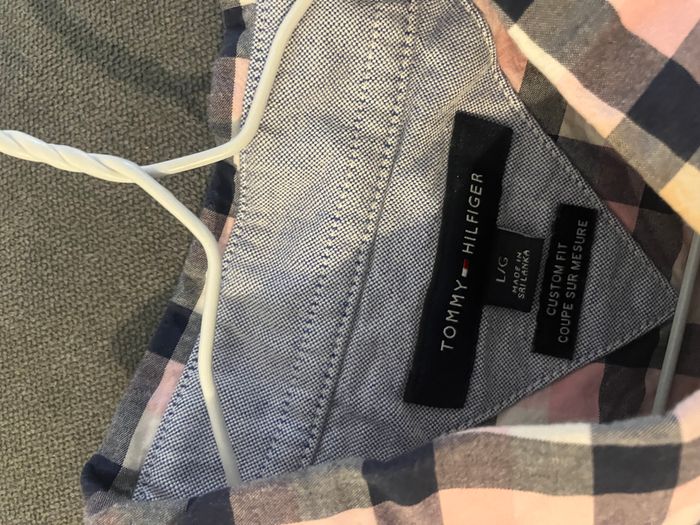 TOMMY HILFIGER
L/G
MADE IN
SRI LANKA
CUSTOM FIT
COUPE SUR MESURE